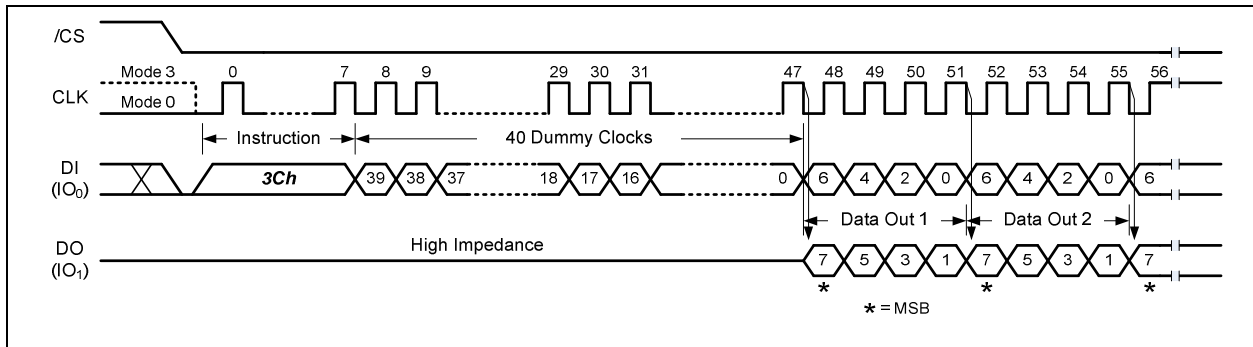 /CS
Mode 3 0 7 8 9 29 30 31 47 48 49 50 51 52 53 54 55 56
CLK
Mode 0
Instruction 40 Dummy Clocks
DI
(IO0)
3Ch 39 38 37 18 17 16 0 6 4 2 0 6 4 2 0 6
Data Out 1 Data Out 2
High Impedance
DO
(IO1)
7 5 3 1 7 5 3 1 7
* * *
* = MSB